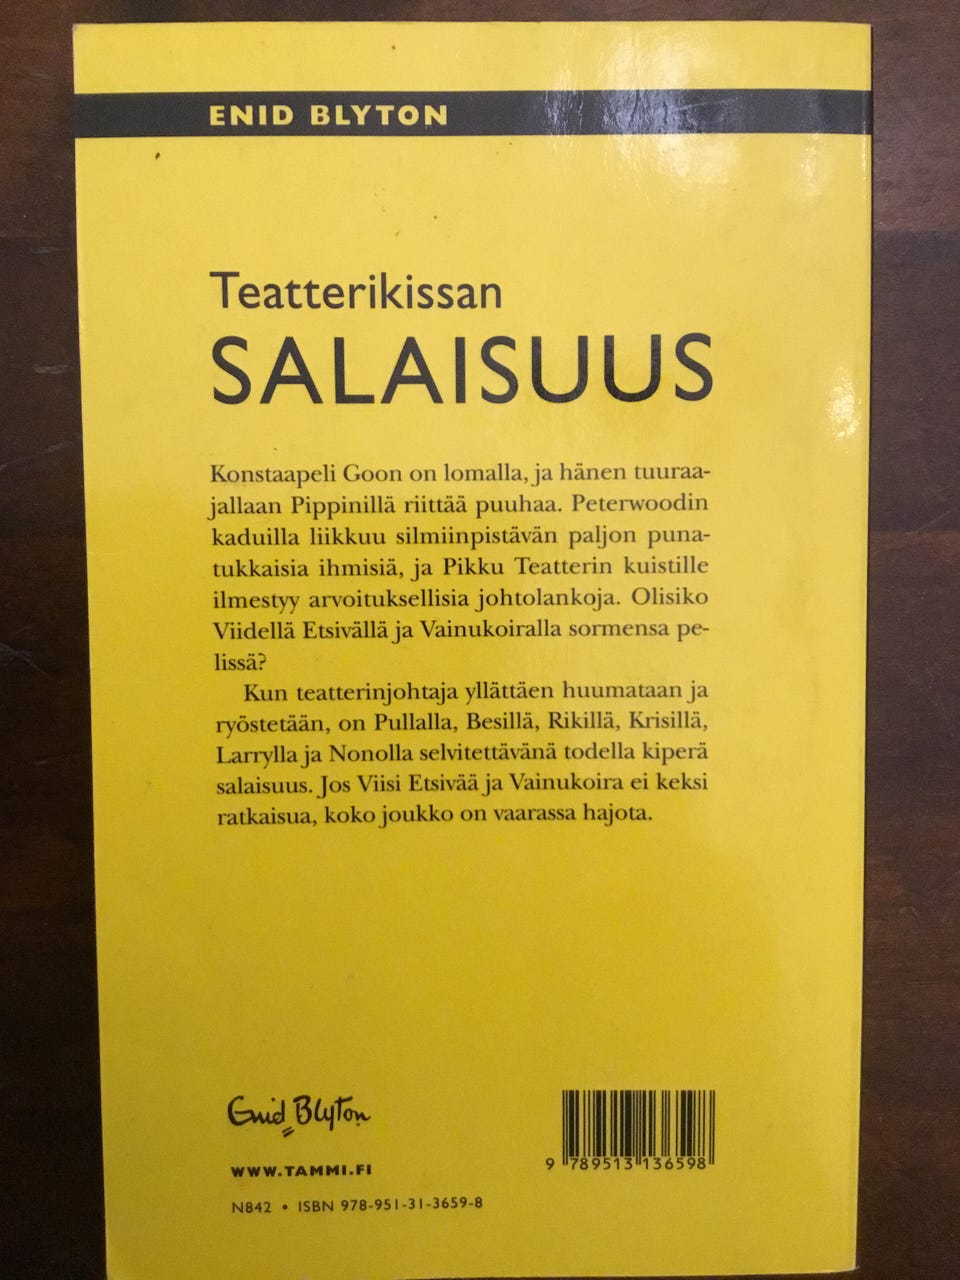 ENID BLYTON
Teatterikissan
SALAISUUS
Konstaapeli Goon on lomalla, ja hänen tuuraa-
jallaan Pippinillä riittää puuhaa. Peterwoodin
kaduilla liikkuu silmiinpistävän paljon puna-
tukkaisia ihmisiä, ja Pikku Teatterin kuistille
ilmestyy arvoituksellisia johtolankoja. Olisiko
Viidellä Etsivällä ja Vainukoiralla sormensa pe-
lissä?
Kun teatterinjohtaja yllättäen huumataan ja
ryöstetään, on Pullalla, Besillä, Rikillä, Krisillä,
Larrylla ja Nonolla selvitettävänä todella kiperä
salaisuus. Jos Viisi Etsivää ja Vainukoira ei keksi
ratkaisua, koko joukko on vaarassa hajota.
Enid Blyton
WWW.TAMMI.FI
N842 • ISBN 978-951-31-3659-8
9 789513 136598